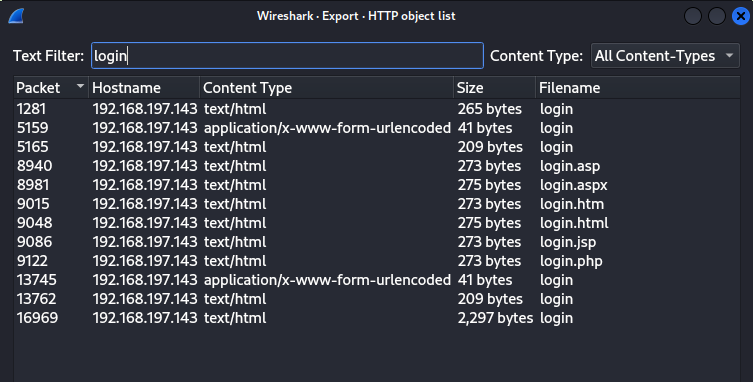 Wireshark · Export · HTTP object list
Text Filter: login Content Type: All Content-Types
Packet Hostname Content Type Size Filename
1281 192.168.197.143 text/html 265 bytes login
5159 192.168.197.143 application/x-www-form-urlencoded 41 bytes login
5165 192.168.197.143 text/html 209 bytes login
8940 192.168.197.143 text/html 273 bytes login.asp
8981 192.168.197.143 text/html 275 bytes login.aspx
9015 192.168.197.143 text/html 273 bytes login.htm
9048 192.168.197.143 text/html 275 bytes login.html
9086 192.168.197.143 text/html 273 bytes login.jsp
9122 192.168.197.143 text/html 273 bytes login.php
13745 192.168.197.143 application/x-www-form-urlencoded 41 bytes login
13762 192.168.197.143 text/html 209 bytes login
16969 192.168.197.143 text/html 2,297 bytes login